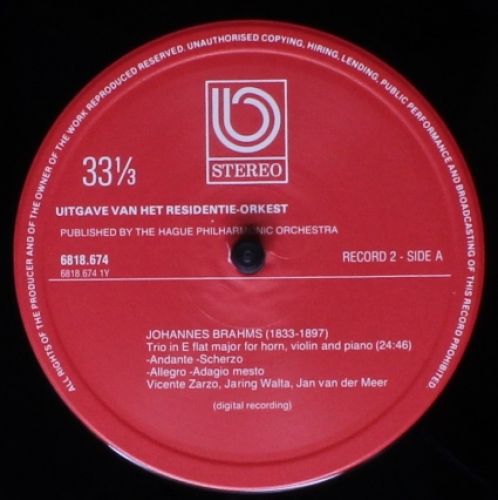 ALL RIGHTS OF THE PRODUCER AND OF THE OWNER OF THE WORK REPRODUCED RESERVED. UNAUTHORISED COPYING, HIRING, LENDING, PUBLIC PERFORMANCE AND BROADCASTING OF THIS RECORD PROHIBITED.
b
STEREO
33⅓
UITGAVE VAN HET RESIDENTIE-ORKEST
PUBLISHED BY THE HAGUE PHILHARMONIC ORCHESTRA
6818.674 RECORD 2 - SIDE A
6818.674 1Y
JOHANNES BRAHMS (1833-1897)
Trio in E flat major for horn, violin and piano (24:46)
-Andante -Scherzo
-Allegro -Adagio mesto
Vicente Zarzo, Jaring Walta, Jan van der Meer
(digital recording)